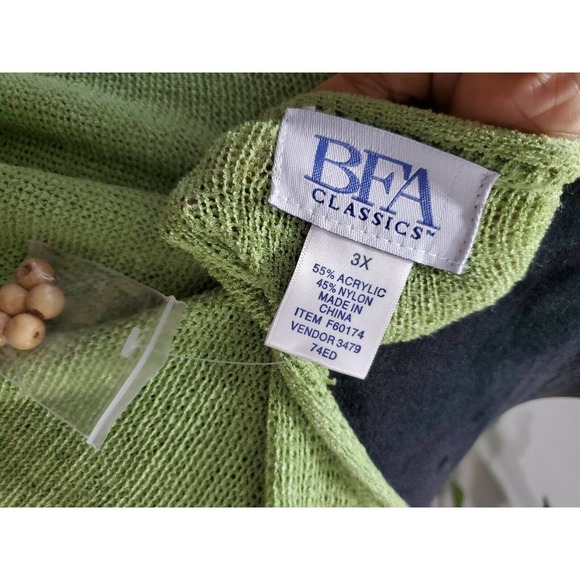 BFA
CLASSICS™
3X
55% ACRYLIC
45% NYLON
MADE IN
CHINA
ITEM F60174
VENDOR 3479
74ED